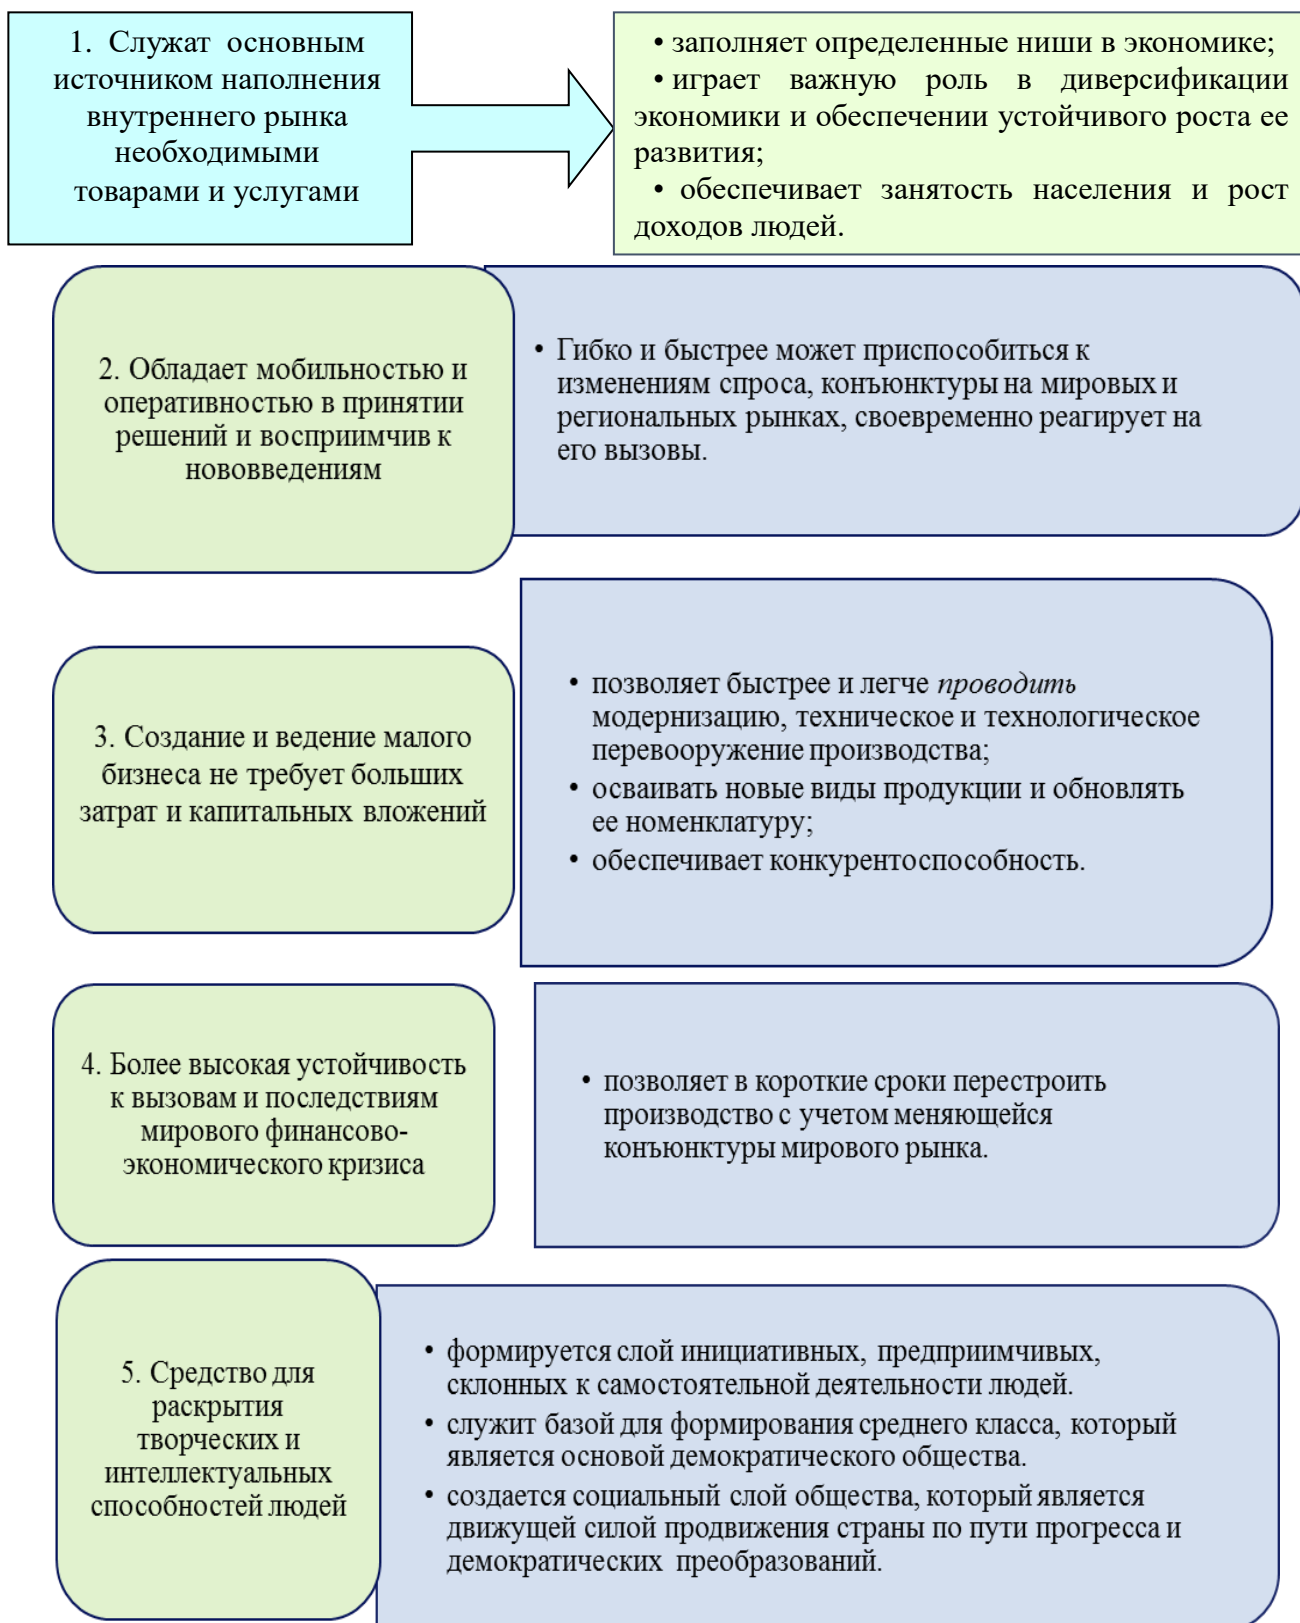 1. Служат основным
источником наполнения
внутреннего рынка
необходимыми
товарами и услугами
• заполняет определенные ниши в экономике;
• играет важную роль в диверсификации
экономики и обеспечении устойчивого роста ее
развития;
• обеспечивает занятость населения и рост
доходов людей.
2. Обладает мобильностью и
оперативностью в принятии
решений и восприимчив к
нововведениям
• Гибко и быстрее может приспособиться к
изменениям спроса, конъюнктуры на мировых и
региональных рынках, своевременно реагирует на
его вызовы.
3. Создание и ведение малого
бизнеса не требует больших
затрат и капитальных вложений
• позволяет быстрее и легче проводить
модернизацию, техническое и технологическое
перевооружение производства;
• осваивать новые виды продукции и обновлять
ее номенклатуру;
• обеспечивает конкурентоспособность.
4. Более высокая устойчивость
к вызовам и последствиям
мирового финансово-
экономического кризиса
• позволяет в короткие сроки перестроить
производство с учетом меняющейся
конъюнктуры мирового рынка.
5. Средство для
раскрытия
творческих и
интеллектуальных
способностей людей
• формируется слой инициативных, предприимчивых,
склонных к самостоятельной деятельности людей.
• служит базой для формирования среднего класса, который
является основой демократического общества.
• создается социальный слой общества, который является
движущей силой продвижения страны по пути прогресса и
демократических преобразований.